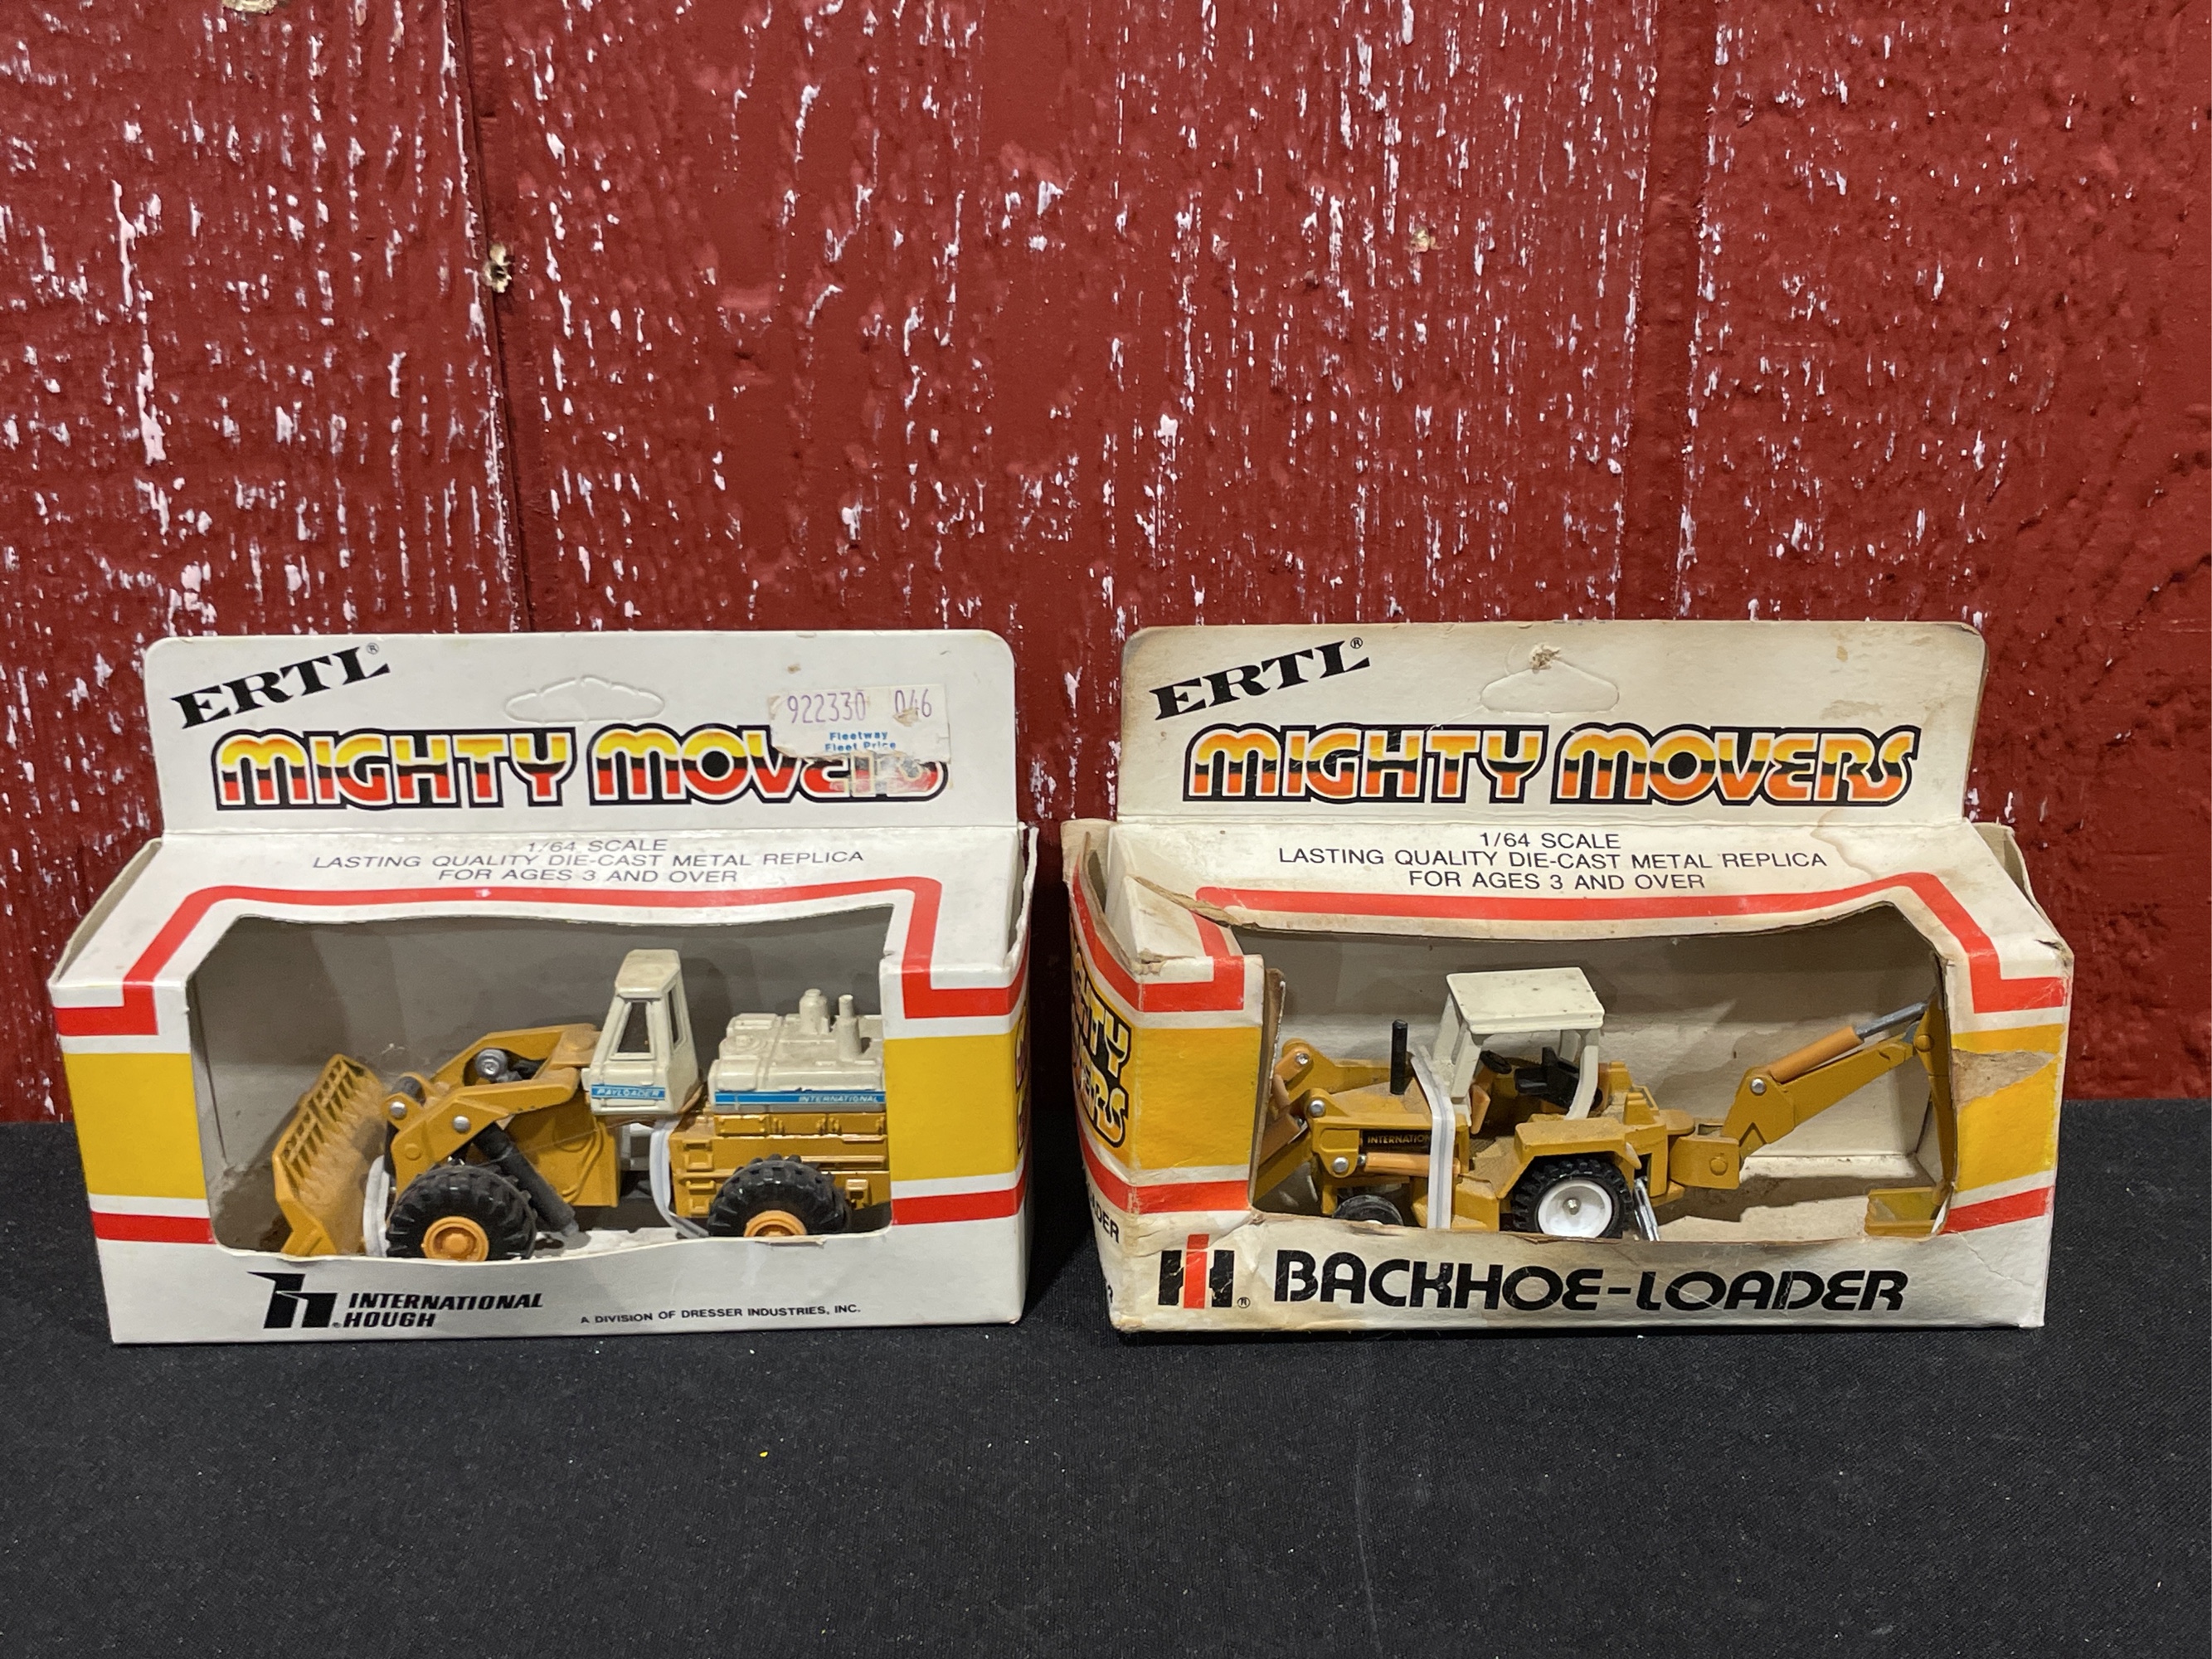 ERTL®
922330 046
Fleetway
Fleet Price
MIGHTY MOVERS
1/64 SCALE
LASTING QUALITY DIE-CAST METAL REPLICA
FOR AGES 3 AND OVER
PAYLOADER
INTERNATIONAL
h® INTERNATIONAL
HOUGH
A DIVISION OF DRESSER INDUSTRIES, INC.
ERTL®
MIGHTY MOVERS
1/64 SCALE
LASTING QUALITY DIE-CAST METAL REPLICA
FOR AGES 3 AND OVER
INTERNATION
IH® BACKHOE-LOADER